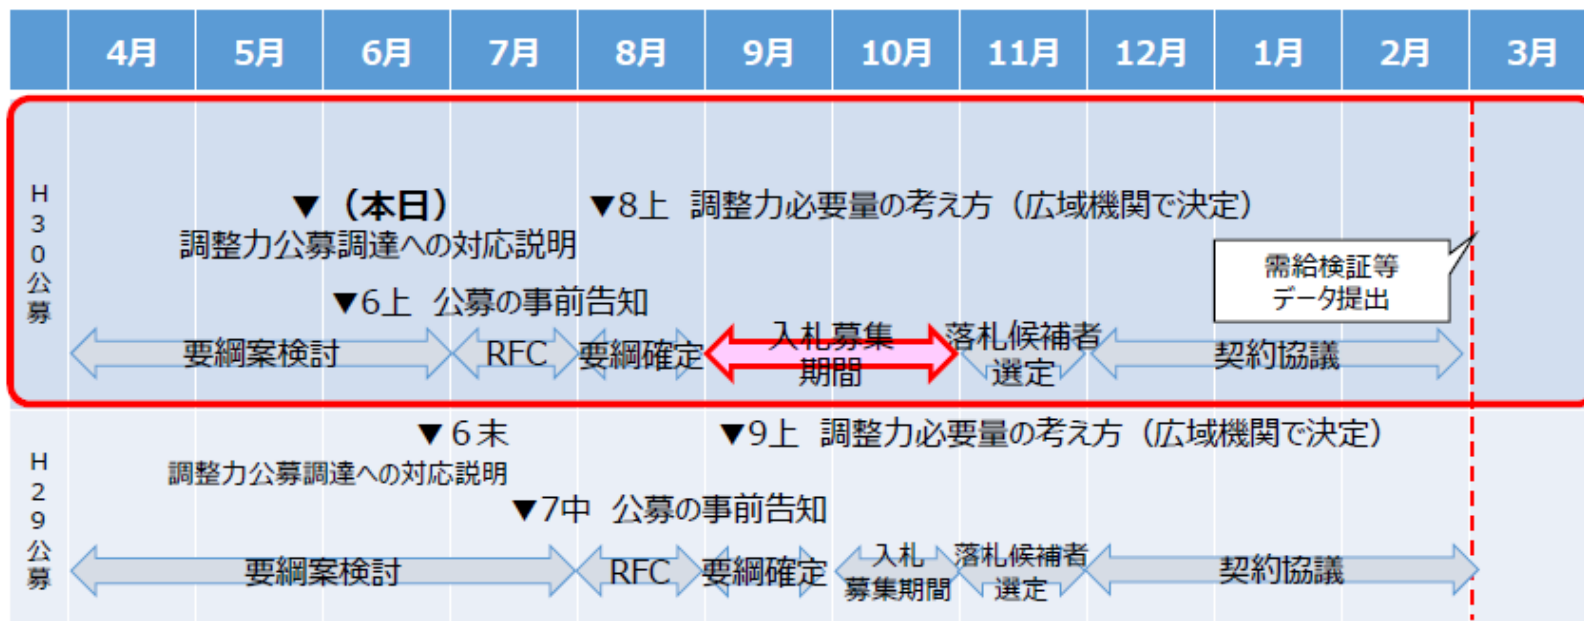 4月 5月 6月 7月 8月 9月 10月 11月 12月 1月 2月 3月
H30公募
▼（本日）
調整力公募調達への対応説明
▼8上 調整力必要量の考え方（広域機関で決定）
▼6上 公募の事前告知
需給検証等
データ提出
要綱案検討
RFC
要綱確定
入札募集
期間
落札候補者
選定
契約協議
H29公募
▼6末
調整力公募調達への対応説明
▼9上 調整力必要量の考え方（広域機関で決定）
▼7中 公募の事前告知
要綱案検討
RFC
要綱確定
入札
募集期間
落札候補者
選定
契約協議